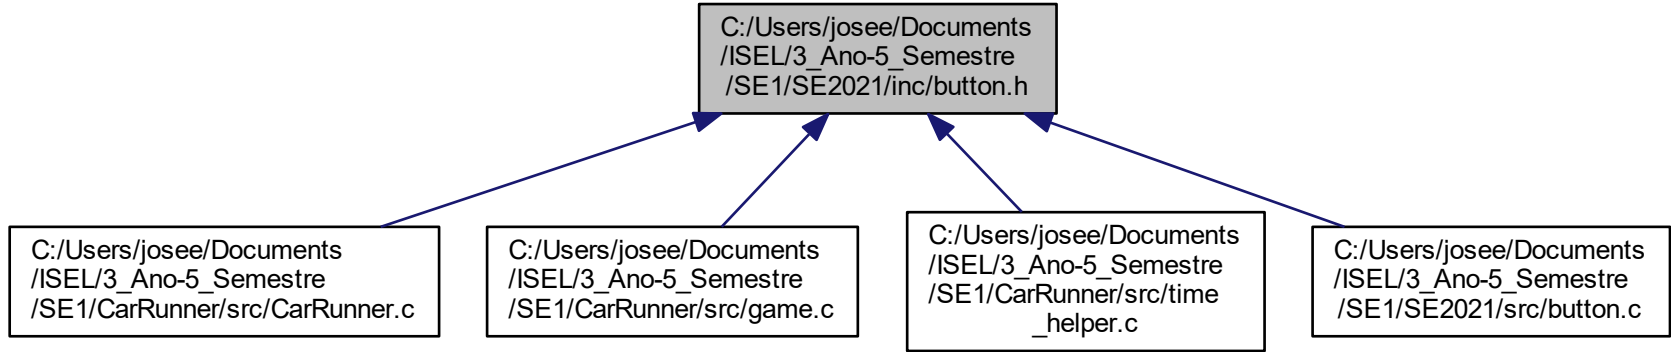 C:/Users/josee/Documents
/ISEL/3_Ano-5_Semestre
/SE1/SE2021/inc/button.h
C:/Users/josee/Documents
/ISEL/3_Ano-5_Semestre
/SE1/CarRunner/src/CarRunner.c
C:/Users/josee/Documents
/ISEL/3_Ano-5_Semestre
/SE1/CarRunner/src/game.c
C:/Users/josee/Documents
/ISEL/3_Ano-5_Semestre
/SE1/CarRunner/src/time
_helper.c
C:/Users/josee/Documents
/ISEL/3_Ano-5_Semestre
/SE1/SE2021/src/button.c